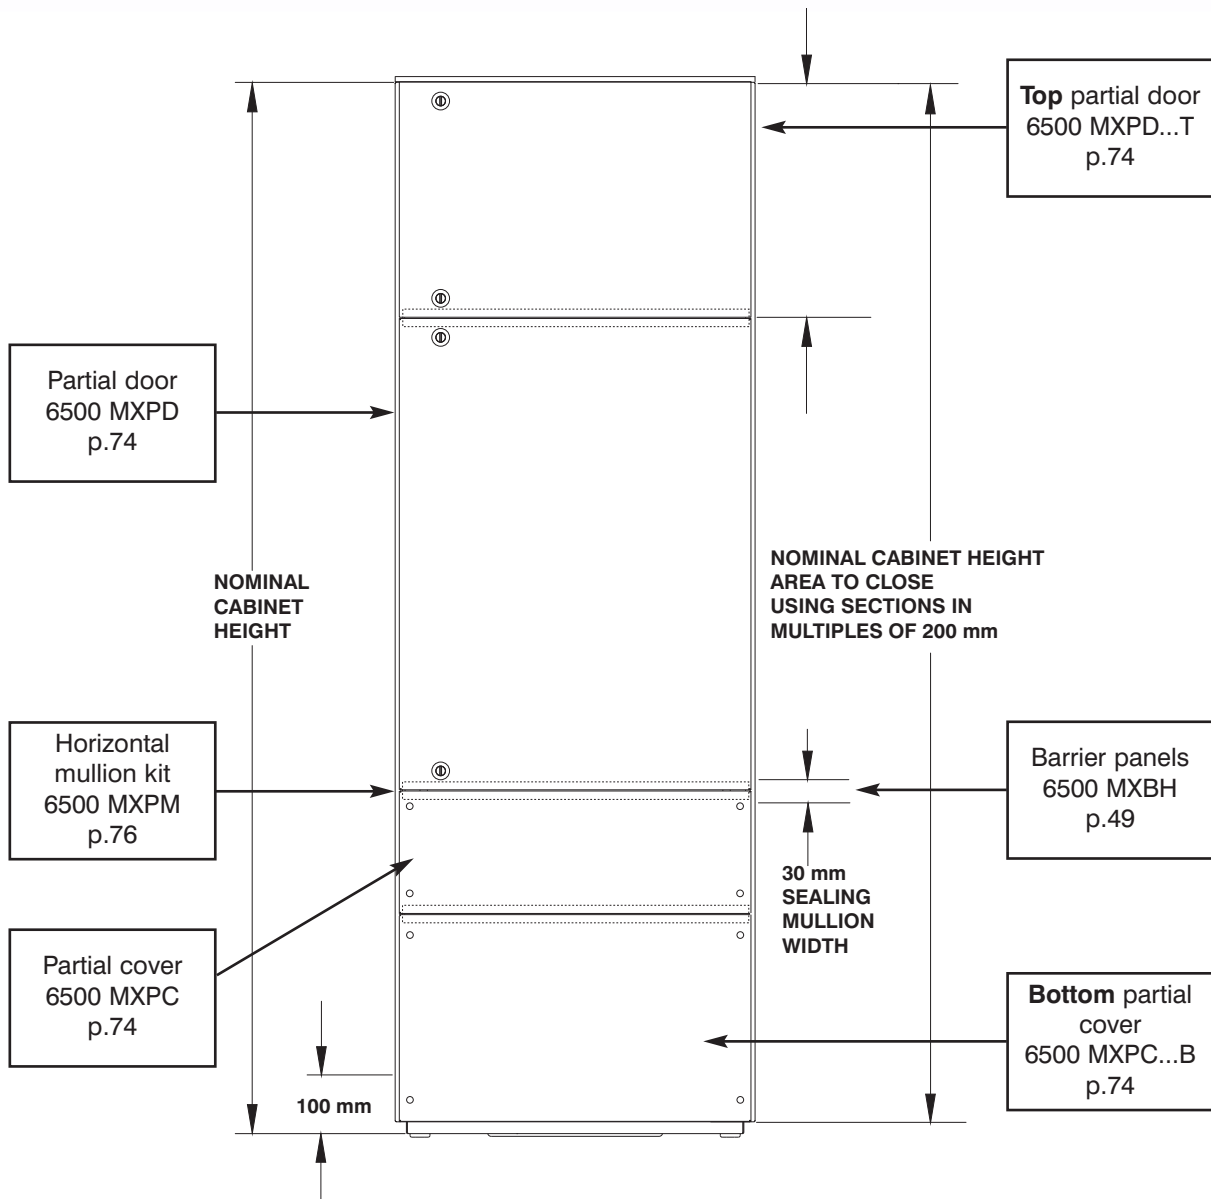 Top partial door
6500 MXPD...T
p.74
Partial door
6500 MXPD
p.74
NOMINAL
CABINET
HEIGHT
NOMINAL CABINET HEIGHT
AREA TO CLOSE
USING SECTIONS IN
MULTIPLES OF 200 mm
Horizontal
mullion kit
6500 MXPM
p.76
Barrier panels
6500 MXBH
p.49
30 mm
SEALING
MULLION
WIDTH
Partial cover
6500 MXPC
p.74
Bottom partial
cover
6500 MXPC...B
p.74
100 mm